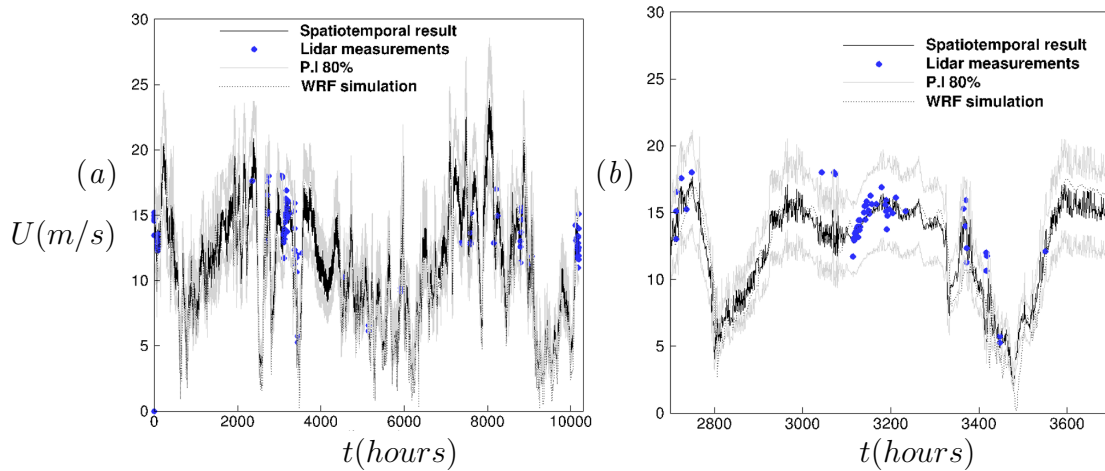 30
25
20
15
10
5
0
(a)
U(m/s)
Spatiotemporal result
Lidar measurements
P.I 80%
WRF simulation
0 2000 4000 6000 8000 10000
t(hours)
30
25
20
15
10
5
0
(b)
Spatiotemporal result
Lidar measurements
P.I 80%
WRF simulation
2800 3000 3200 3400 3600
t(hours)